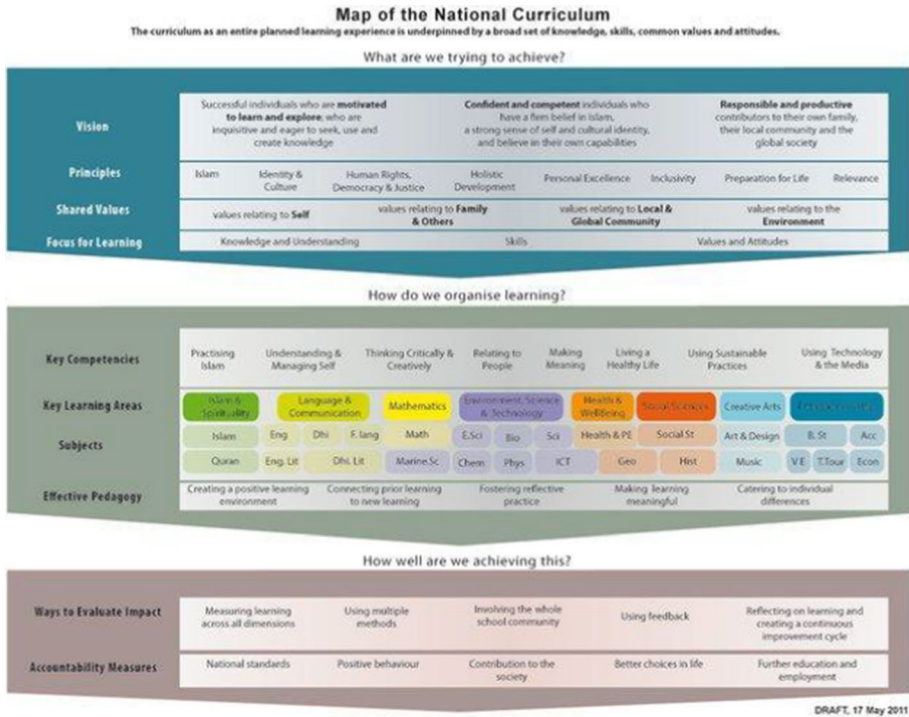 Map of the National Curriculum
The curriculum as an entire planned learning experience is underpinned by a broad set of knowledge, skills, common values and attitudes.
What are we trying to achieve?
Vision
Successful individuals who are motivated
to learn and explore, who are
inquisitive and eager to seek, use and
create knowledge
Confident and competent individuals who
have a firm belief in Islam,
a strong sense of self and cultural identity,
and believe in their own capabilities
Responsible and productive
contributors to their own family,
their local community and the
global society
Principles
Islam
Identity &
Culture
Human Rights,
Democracy & Justice
Holistic
Development
Personal Excellence
Inclusivity
Preparation for Life
Relevance
Shared Values
values relating to Self
values relating to Family
& Others
values relating to Local &
Global Community
values relating to the
Environment
Focus for Learning
Knowledge and Understanding
Skills
Values and Attitudes
How do we organise learning?
Key Competencies
Practising
Islam
Understanding &
Managing Self
Thinking Critically &
Creatively
Relating to
People
Making
Meaning
Living a
Healthy Life
Using Sustainable
Practices
Using Technology
& the Media
Key Learning Areas
Islam &
Spirituality
Language &
Communication
Mathematics
Environment, Science
& Technology
Health &
WellBeing
Social Sciences
Creative Arts
Subjects
Islam
Eng
Dhi
F. lang
Math
E.Sci
Bio
Sci
Health & PE
Social St
Art & Design
B. St
Acc
Quran
Eng. Lit
Dhi. Lit
Marine.Sc
Chem
Phys
ICT
Geo
Hist
Music
V E
T.Tour
Econ
Effective Pedagogy
Creating a positive learning
environment
Connecting prior learning
to new learning
Fostering reflective
practice
Making learning
meaningful
Catering to individual
differences
How well are we achieving this?
Ways to Evaluate Impact
Measuring learning
across all dimensions
Using multiple
methods
Involving the whole
school community
Using feedback
Reflecting on learning and
creating a continuous
improvement cycle
Accountability Measures
National standards
Positive behaviour
Contribution to the
society
Better choices in life
Further education and
employment
DRAFT, 17 May 2011